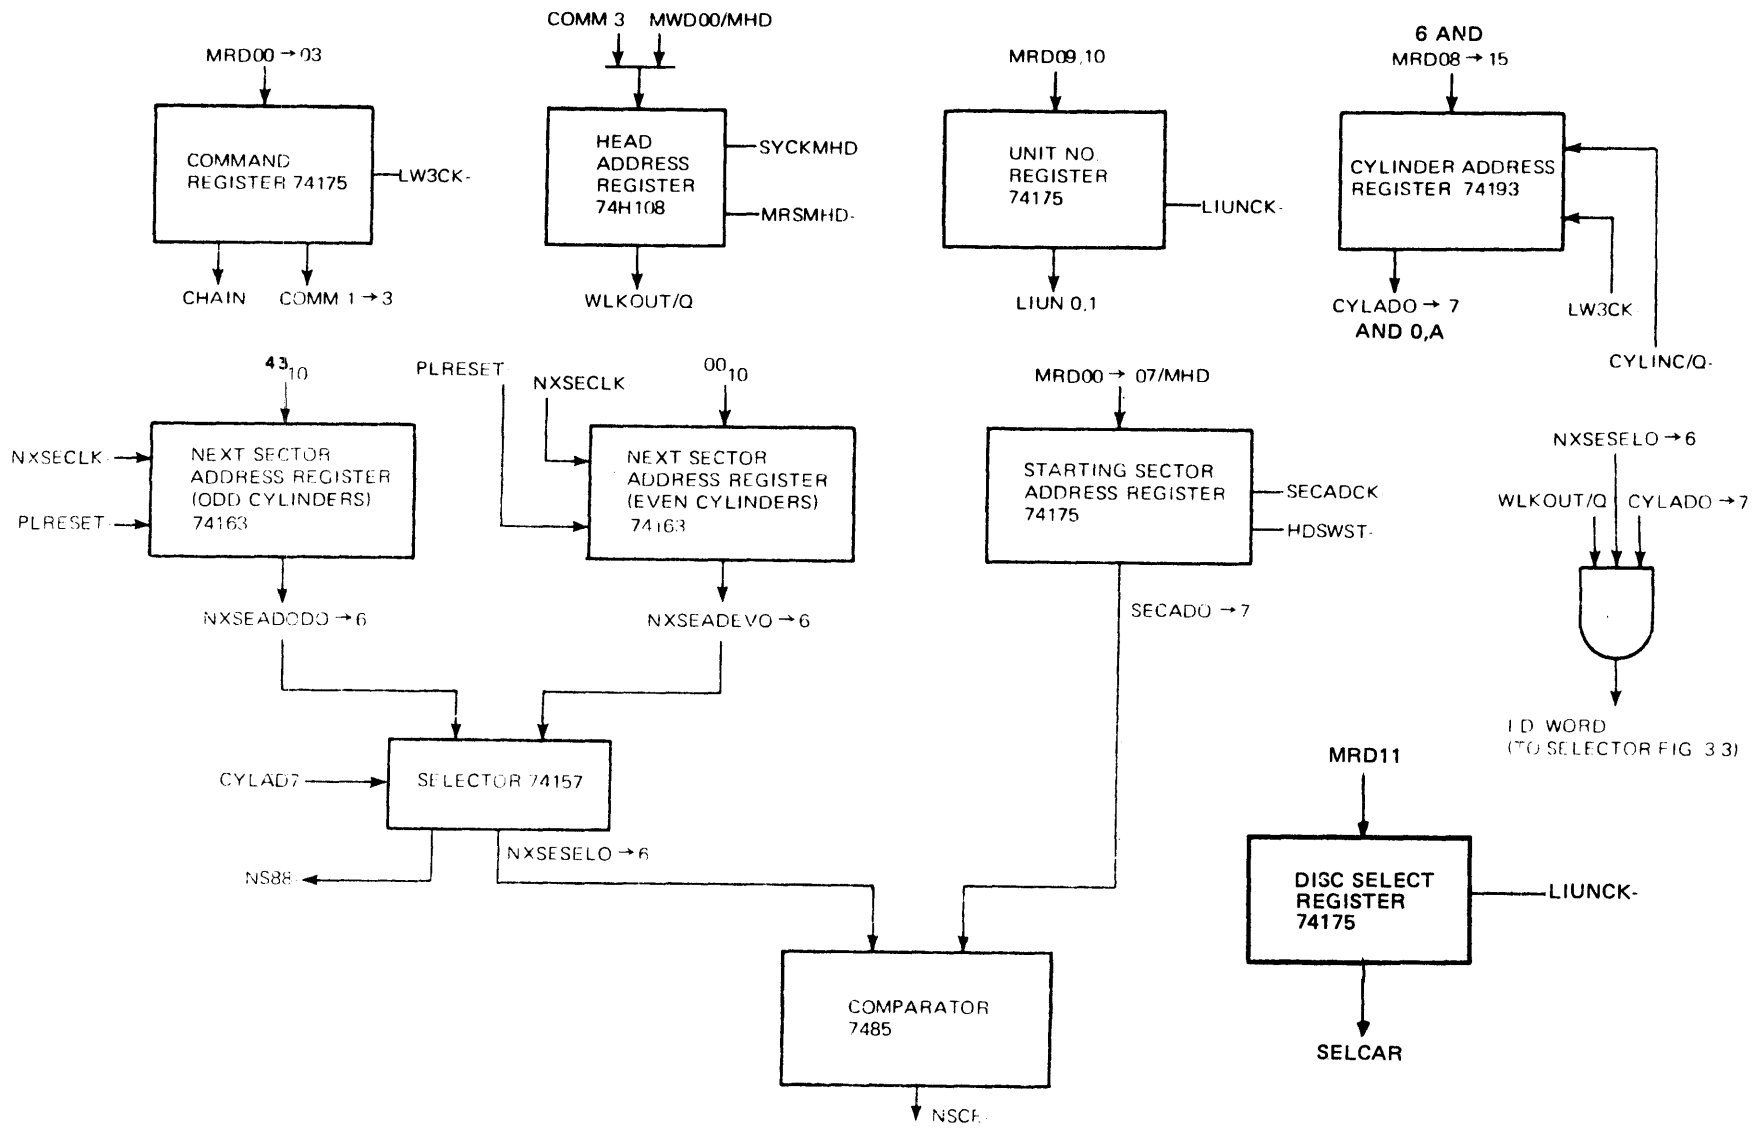 COMM 3 MWD00/MHD
MRD00 → 03
COMMAND
REGISTER 74175
LW3CK-
CHAIN COMM 1 → 3
HEAD
ADDRESS
REGISTER
74H108
SYCKMHD
MRSMHD-
WLKOUT/Q
MRD09,10
UNIT NO.
REGISTER
74175
LIUNCK-
LIUN 0,1
6 AND
MRD08 → 15
CYLINDER ADDRESS
REGISTER 74193
CYLADO → 7
AND 0,A
LW3CK
CYLINC/Q-
43 10
NXSECLK-
PLRESET-
NEXT SECTOR
ADDRESS REGISTER
(ODD CYLINDERS)
74163
NXSEADODO → 6
PLRESET-
NXSECLK
00 10
NEXT SECTOR
ADDRESS REGISTER
(EVEN CYLINDERS)
74163
NXSEADEVO → 6
MRD00 → 07/MHD
STARTING SECTOR
ADDRESS REGISTER
74175
SECADCK
HDSWST-
SECADO → 7
NXSESELO → 6
WLKOUT/Q CYLADO → 7
I D WORD
(TO SELECTOR FIG 3.3)
CYLAD7
SELECTOR 74157
NS88-
NXSESELO → 6
COMPARATOR
7485
MRD11
DISC SELECT
REGISTER
74175
LIUNCK-
SELCAR